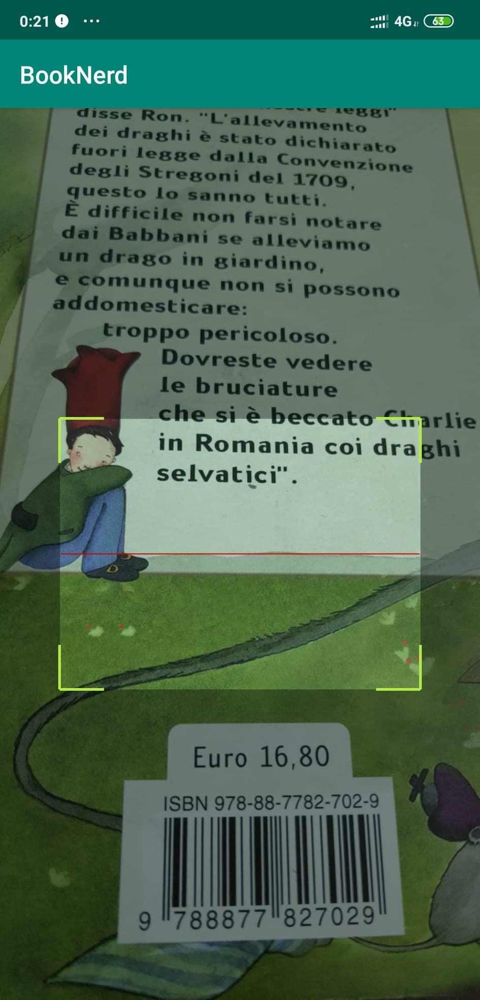 0:21
4G
63
BookNerd
leggi"
disse Ron. "L'allevamento
dei draghi è stato dichiarato
fuori legge dalla Convenzione
degli Stregoni del 1709,
questo lo sanno tutti.
È difficile non farsi notare
dai Babbani se alleviamo
un drago in giardino,
e comunque non si possono
addomesticare:
troppo pericoloso.
Dovreste vedere
le bruciature
che si è beccato Charlie
in Romania coi draghi
selvatici".
Euro 16,80
ISBN 978-88-7782-702-9
9 788877 827029